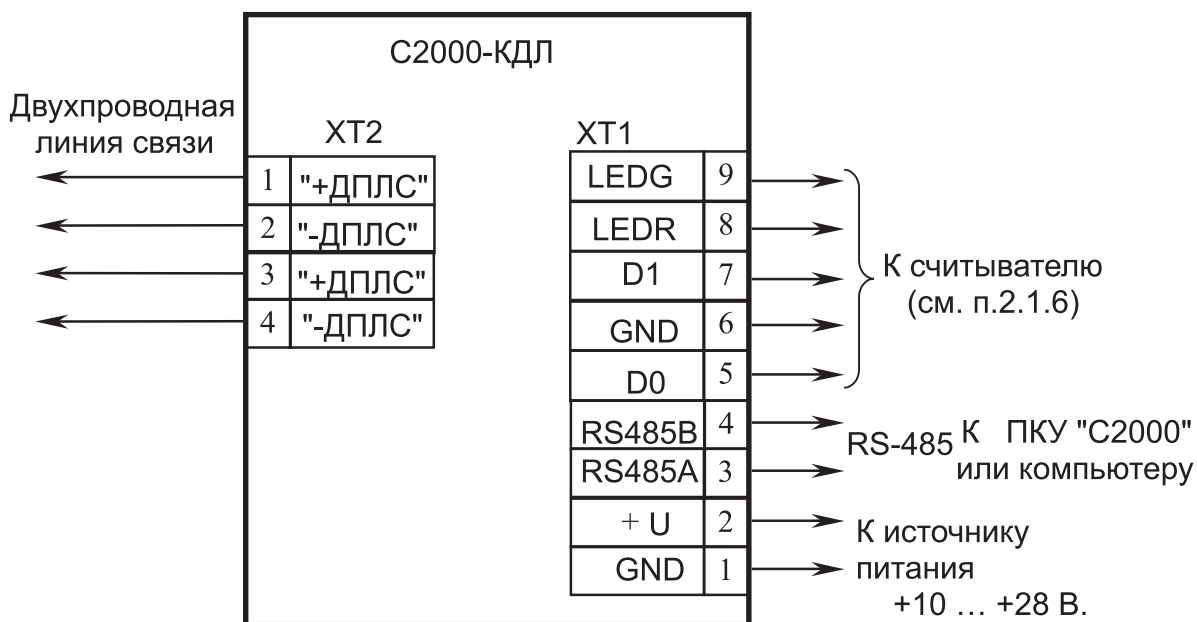 С2000-КДЛ
Двухпроводная
линия связи
XT2
1 "+ДПЛС"
2 "-ДПЛС"
3 "+ДПЛС"
4 "-ДПЛС"
XT1
LEDG 9
LEDR 8
D1 7
GND 6
D0 5
RS485B 4
RS485A 3
+ U 2
GND 1
К считывателю
(см. п.2.1.6)
RS-485 К ПКУ "С2000"
или компьютеру
К источнику
питания
+10 ... +28 В.